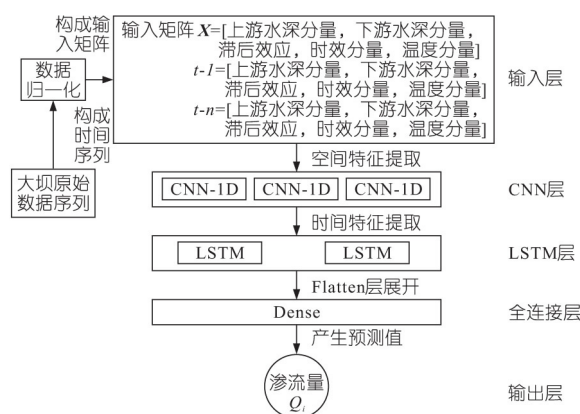 构成输
入矩阵
数据
归一化
构成
时间
序列
大坝原始
数据序列
输入矩阵 X=[上游水深分量，下游水深分量，
滞后效应，时效分量，温度分量]
t-1=[上游水深分量，下游水深分量，
滞后效应，时效分量，温度分量]
t-n=[上游水深分量，下游水深分量，
滞后效应，时效分量，温度分量]
输入层
空间特征提取
CNN-1D CNN-1D CNN-1D
CNN层
时间特征提取
LSTM LSTM
LSTM层
Flatten层展开
Dense
全连接层
产生预测值
渗流量
Qi
输出层